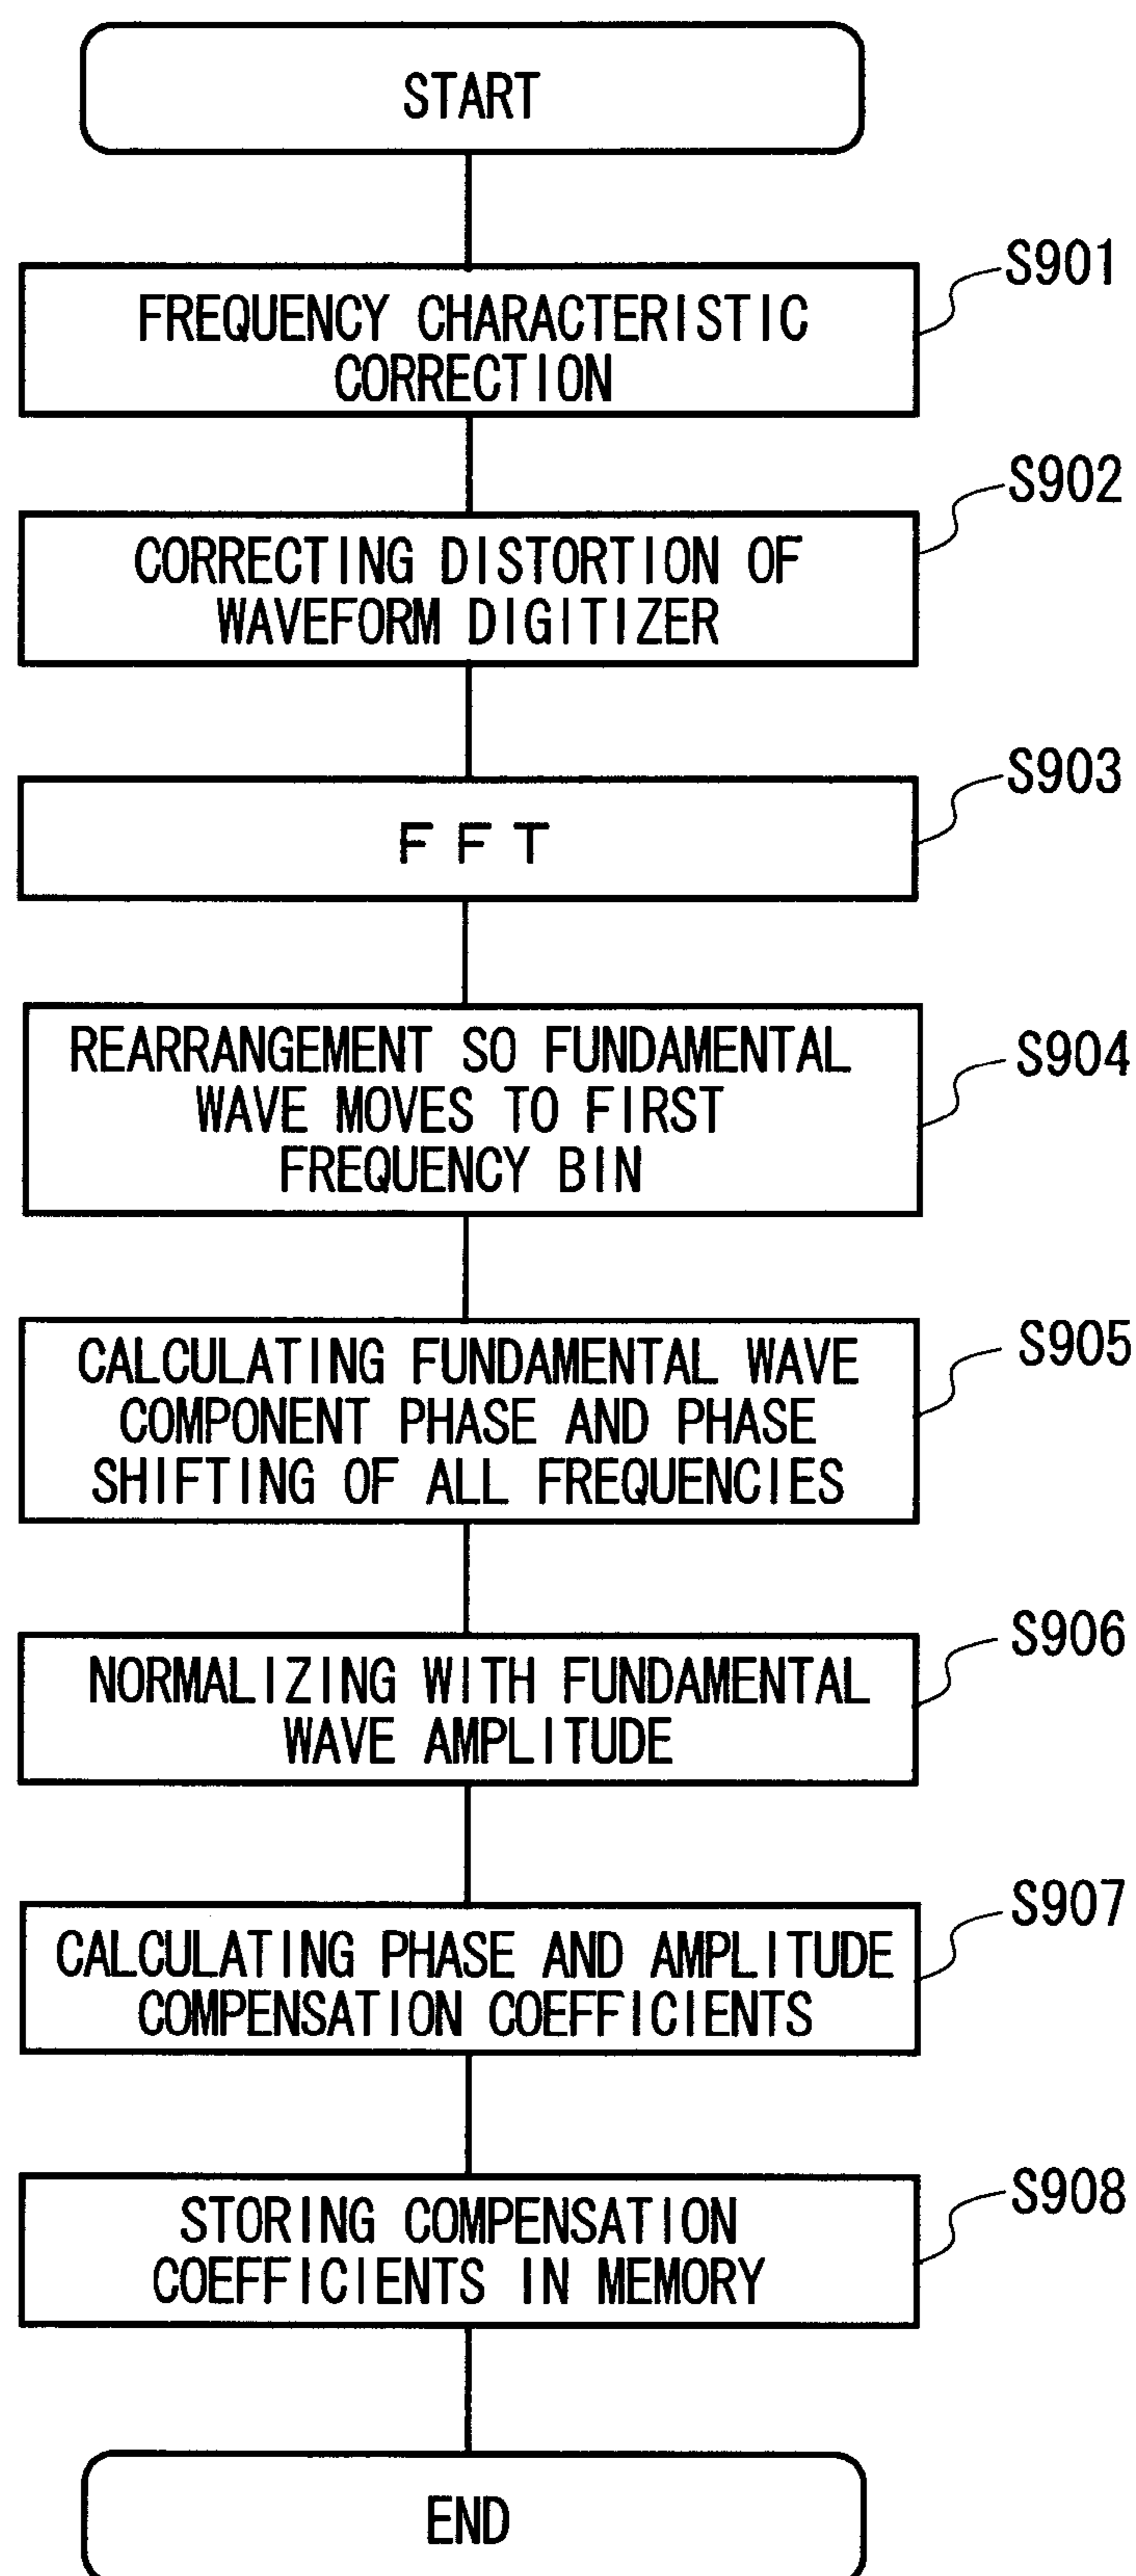 START
S901
FREQUENCY CHARACTERISTIC
CORRECTION
S902
CORRECTING DISTORTION OF
WAVEFORM DIGITIZER
S903
FFT
S904
REARRANGEMENT SO FUNDAMENTAL
WAVE MOVES TO FIRST
FREQUENCY BIN
S905
CALCULATING FUNDAMENTAL WAVE
COMPONENT PHASE AND PHASE
SHIFTING OF ALL FREQUENCIES
S906
NORMALIZING WITH FUNDAMENTAL
WAVE AMPLITUDE
S907
CALCULATING PHASE AND AMPLITUDE
COMPENSATION COEFFICIENTS
S908
STORING COMPENSATION
COEFFICIENTS IN MEMORY
END